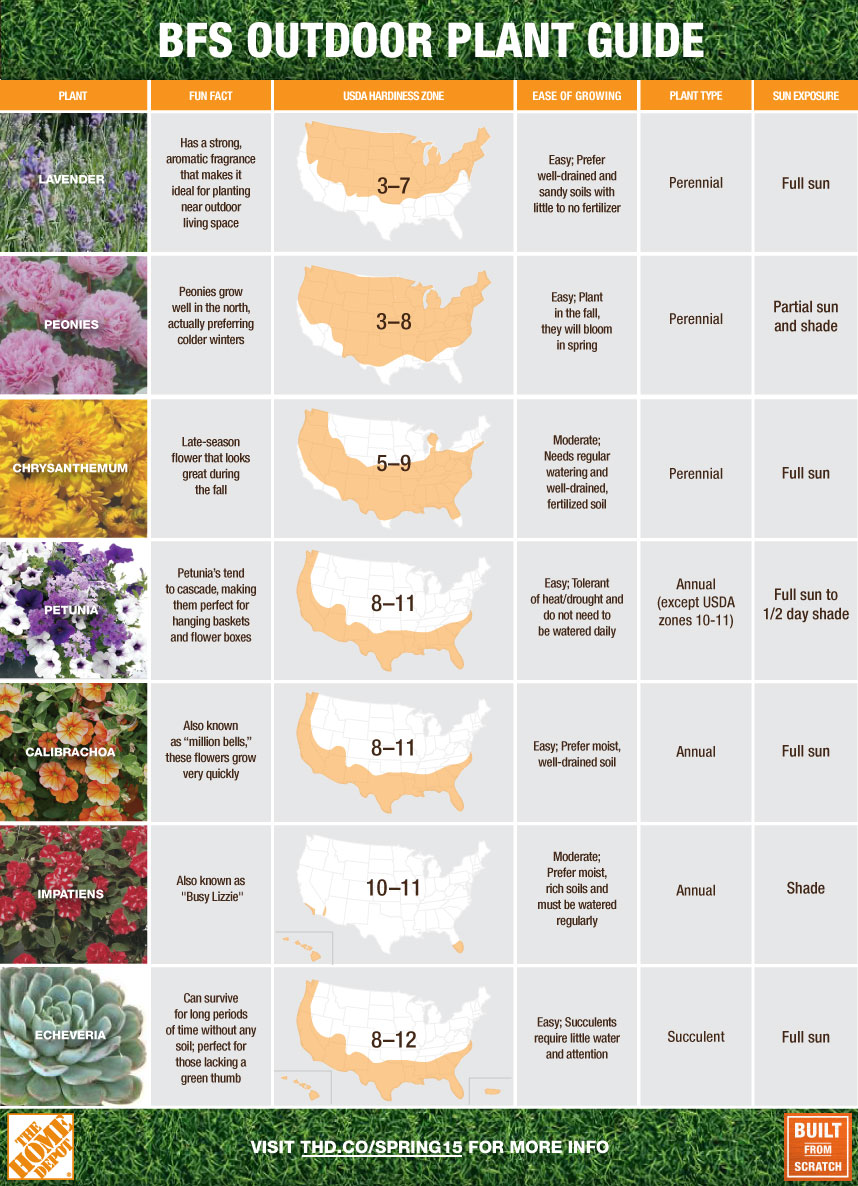 BFS OUTDOOR PLANT GUIDE
PLANT
FUN FACT
USDA HARDINESS ZONE
EASE OF GROWING
PLANT TYPE
SUN EXPOSURE
LAVENDER
Has a strong,
aromatic fragrance
that makes it
ideal for planting
near outdoor
living space
3–7
Easy; Prefer
well-drained and
sandy soils with
little to no fertilizer
Perennial
Full sun
PEONIES
Peonies grow
well in the north,
actually preferring
colder winters
3–8
Easy; Plant
in the fall,
they will bloom
in spring
Perennial
Partial sun
and shade
CHRYSANTHEMUM
Late-season
flower that looks
great during
the fall
5–9
Moderate;
Needs regular
watering and
well-drained,
fertilized soil
Perennial
Full sun
PETUNIA
Petunia's tend
to cascade, making
them perfect for
hanging baskets
and flower boxes
8–11
Easy; Tolerant
of heat/drought and
do not need to
be watered daily
Annual
(except USDA
zones 10-11)
Full sun to
1/2 day shade
CALIBRACHOA
Also known
as “million bells,”
these flowers grow
very quickly
8–11
Easy; Prefer moist,
well-drained soil
Annual
Full sun
IMPATIENS
Also known as
"Busy Lizzie"
10–11
Moderate;
Prefer moist,
rich soils and
must be watered
regularly
Annual
Shade
ECHEVERIA
Can survive
for long periods
of time without any
soil; perfect for
those lacking a
green thumb
8–12
Easy; Succulents
require little water
and attention
Succulent
Full sun
THE
HOME
DEPOT
®
VISIT THD.CO/SPRING15 FOR MORE INFO
BUILT
FROM
SCRATCH